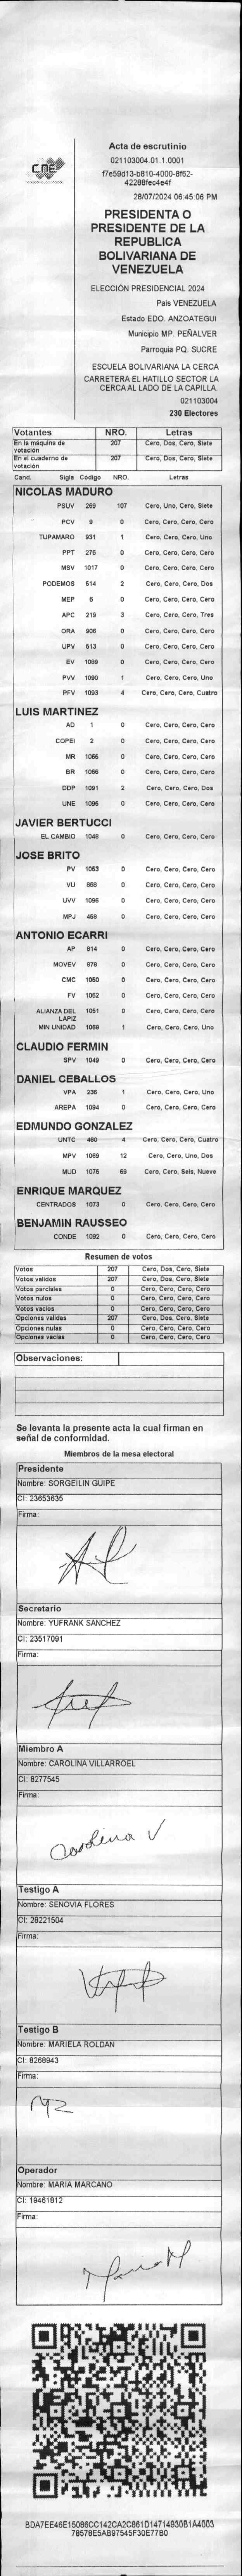 CNE
Acta de escrutinio
021103004.01.1.0001
f7e59d13-b810-4000-8f62-
42288fec4e4f
28/07/2024 06:45:06 PM
PRESIDENTA O
PRESIDENTE DE LA
REPUBLICA
BOLIVARIANA DE
VENEZUELA
ELECCIÓN PRESIDENCIAL 2024
Pais VENEZUELA
Estado EDO. ANZOATEGUI
Municipio MP. PEÑALVER
Parroquia PQ. SUCRE
ESCUELA BOLIVARIANA LA CERCA
CARRETERA EL HATILLO SECTOR LA
CERCA AL LADO DE LA CAPILLA.
021103004
230 Electores
Votantes NRO. Letras
En la máquina de votación 207 Cero, Dos, Cero, Siete
En el cuaderno de votación 207 Cero, Dos, Cero, Siete
Cand. Sigla Código NRO. Letras
NICOLAS MADURO
PSUV 269 107 Cero, Uno, Cero, Siete
PCV 9 0 Cero, Cero, Cero, Cero
TUPAMARO 931 1 Cero, Cero, Cero, Uno
PPT 276 0 Cero, Cero, Cero, Cero
MSV 1017 0 Cero, Cero, Cero, Cero
PODEMOS 514 2 Cero, Cero, Cero, Dos
MEP 6 0 Cero, Cero, Cero, Cero
APC 219 3 Cero, Cero, Cero, Tres
ORA 906 0 Cero, Cero, Cero, Cero
UPV 513 0 Cero, Cero, Cero, Cero
EV 1089 0 Cero, Cero, Cero, Cero
PVV 1090 1 Cero, Cero, Cero, Uno
PFV 1093 4 Cero, Cero, Cero, Cuatro
LUIS MARTINEZ
AD 1 0 Cero, Cero, Cero, Cero
COPEI 2 0 Cero, Cero, Cero, Cero
MR 1065 0 Cero, Cero, Cero, Cero
BR 1066 0 Cero, Cero, Cero, Cero
DDP 1091 2 Cero, Cero, Cero, Dos
UNE 1095 0 Cero, Cero, Cero, Cero
JAVIER BERTUCCI
EL CAMBIO 1048 0 Cero, Cero, Cero, Cero
JOSE BRITO
PV 1053 0 Cero, Cero, Cero, Cero
VU 868 0 Cero, Cero, Cero, Cero
UVV 1096 0 Cero, Cero, Cero, Cero
MPJ 458 0 Cero, Cero, Cero, Cero
ANTONIO ECARRI
AP 814 0 Cero, Cero, Cero, Cero
MOVEV 978 0 Cero, Cero, Cero, Cero
CMC 1050 0 Cero, Cero, Cero, Cero
FV 1052 0 Cero, Cero, Cero, Cero
ALIANZA DEL LAPIZ 1051 0 Cero, Cero, Cero, Cero
MIN UNIDAD 1068 1 Cero, Cero, Cero, Uno
CLAUDIO FERMIN
SPV 1049 0 Cero, Cero, Cero, Cero
DANIEL CEBALLOS
VPA 236 1 Cero, Cero, Cero, Uno
AREPA 1094 0 Cero, Cero, Cero, Cero
EDMUNDO GONZALEZ
UNTC 460 4 Cero, Cero, Cero, Cuatro
MPV 1069 12 Cero, Cero, Uno, Dos
MUD 1075 69 Cero, Cero, Seis, Nueve
ENRIQUE MARQUEZ
CENTRADOS 1073 0 Cero, Cero, Cero, Cero
BENJAMIN RAUSSEO
CONDE 1092 0 Cero, Cero, Cero, Cero
Resumen de votos
Votos 207 Cero, Dos, Cero, Siete
Votos validos 207 Cero, Dos, Cero, Siete
Votos parciales 0 Cero, Cero, Cero, Cero
Votos nulos 0 Cero, Cero, Cero, Cero
Votos vacios 0 Cero, Cero, Cero, Cero
Opciones validas 207 Cero, Dos, Cero, Siete
Opciones nulas 0 Cero, Cero, Cero, Cero
Opciones vacias 0 Cero, Cero, Cero, Cero
Observaciones:
Se levanta la presente acta la cual firman en
señal de conformidad.
Miembros de la mesa electoral
Presidente
Nombre: SORGEILIN GUIPE
CI: 23653635
Firma:
Secretario
Nombre: YUFRANK SANCHEZ
CI: 23517091
Firma:
Miembro A
Nombre: CAROLINA VILLARROEL
CI: 8277545
Firma:
Carolina V
Testigo A
Nombre: SENOVIA FLORES
CI: 28221504
Firma:
Testigo B
Nombre: MARIELA ROLDAN
CI: 8268943
Firma:
MR
Operador
Nombre: MARIA MARCANO
CI: 19461812
Firma:
BDA7EE46E15086CC142CA2C861D14714930B1A4003
78578E5AB97545F30E77B0